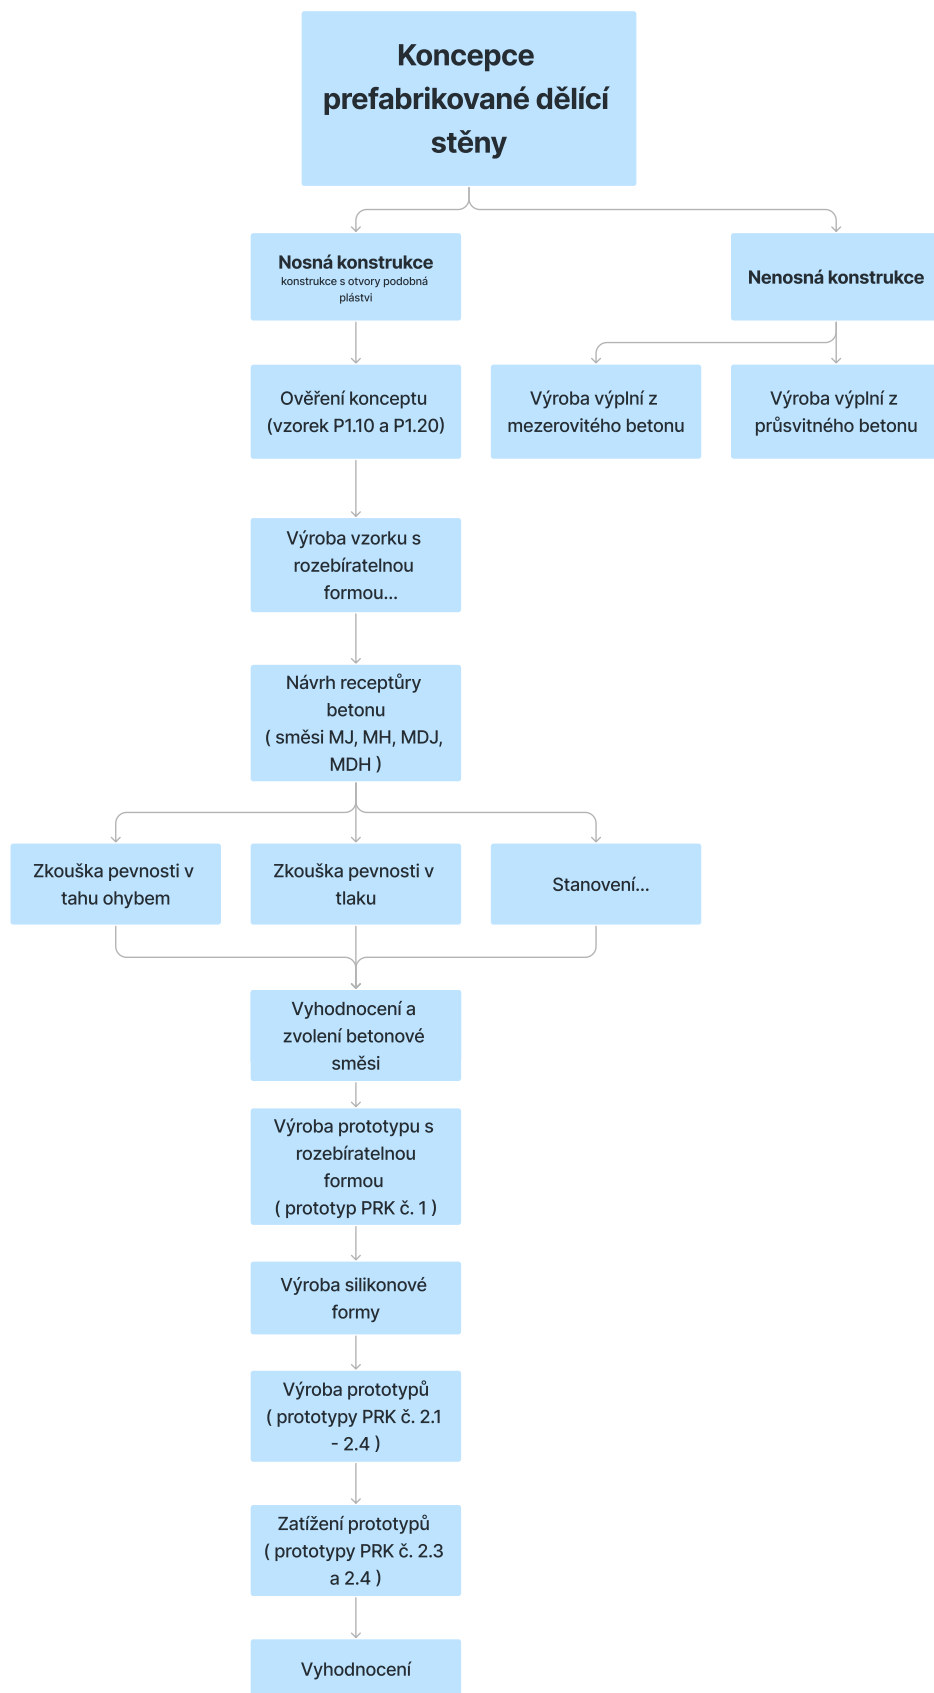 Koncepce
prefabrikované dělící
stěny
Nosná konstrukce
konstrukce s otvory podobná
plástvi
Nenosná konstrukce
Ověření konceptu
(vzorek P1.10 a P1.20)
Výroba výplní z
mezerovitého betonu
Výroba výplní z
průsvitného betonu
Výroba vzorku s
rozebíratelnou
formou...
Návrh receptůry
betonu
( směsi MJ, MH, MDJ,
MDH )
Zkouška pevnosti v
tahu ohybem
Zkouška pevnosti v
tlaku
Stanovení...
Vyhodnocení a
zvolení betonové
směsi
Výroba prototypu s
rozebíratelnou
formou
( prototyp PRK č. 1 )
Výroba silikonové
formy
Výroba prototypů
( prototypy PRK č. 2.1
- 2.4 )
Zatížení prototypů
( prototypy PRK č. 2.3
a 2.4 )
Vyhodnocení